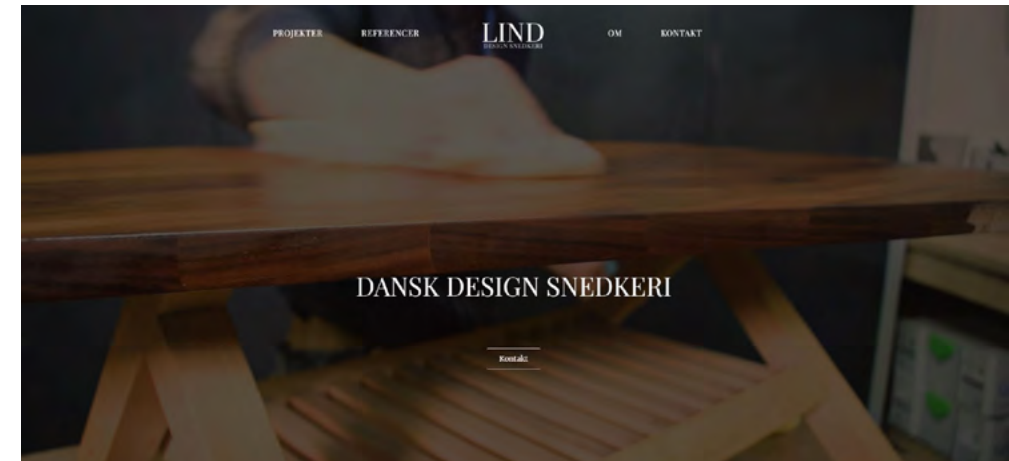 PROJEKTER REFERENCER LIND OM KONTAKT
DESIGN SNEDKERI
DANSK DESIGN SNEDKERI
Kontakt